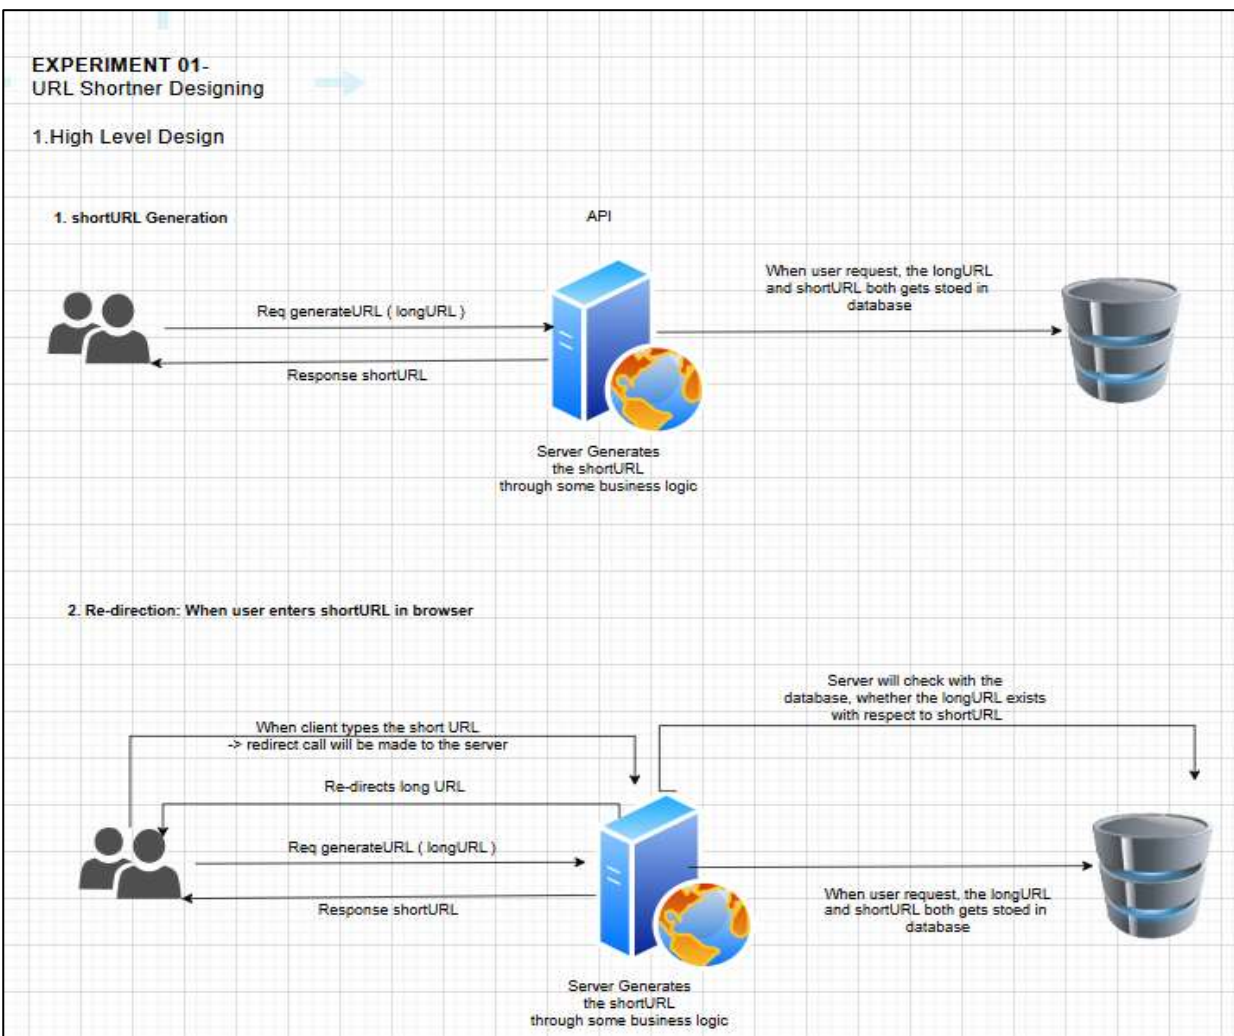 EXPERIMENT 01-
URL Shortner Designing
1.High Level Design
1. shortURL Generation
API
When user request, the longURL
and shortURL both gets stoed in
database
Req generateURL ( longURL )
Response shortURL
Server Generates
the shortURL
through some business logic
2. Re-direction: When user enters shortURL in browser
Server will check with the
database, whether the longURL exists
with respect to shortURL
When client types the short URL
-> redirect call will be made to the server
Re-directs long URL
Req generateURL ( longURL )
Response shortURL
When user request, the longURL
and shortURL both gets stoed in
database
Server Generates
the shortURL
through some business logic